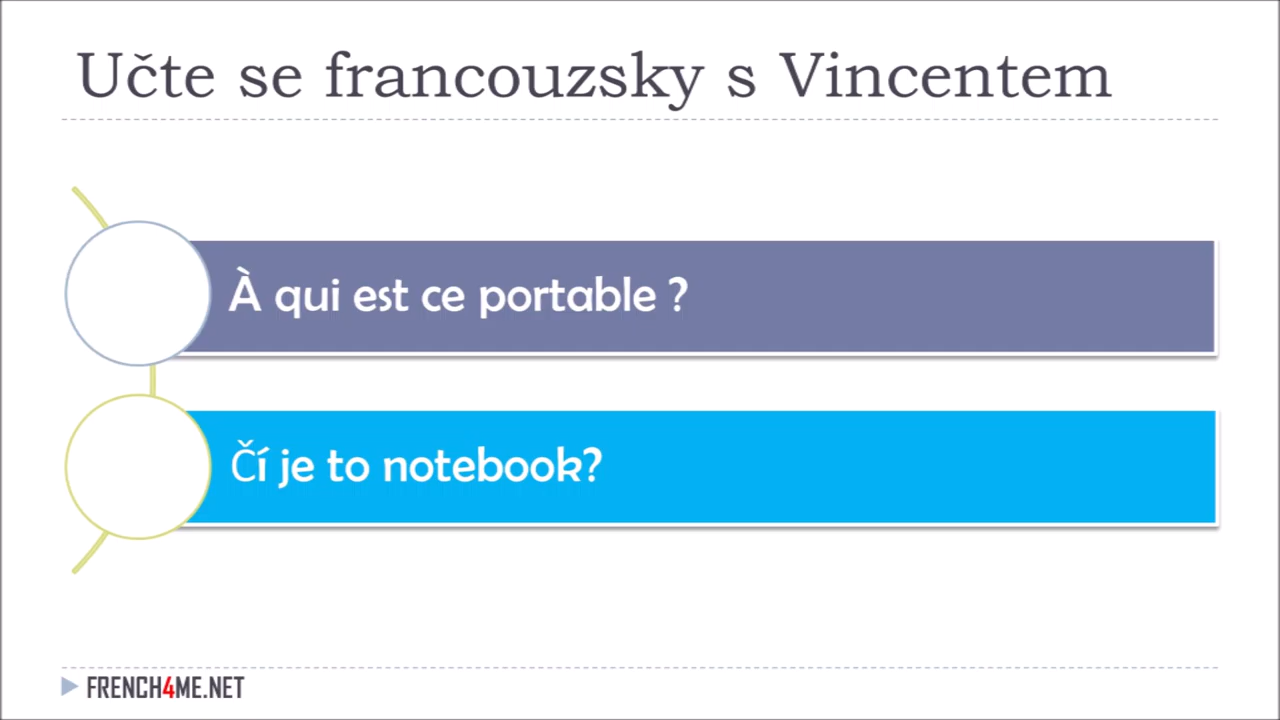 Učte se francouzsky s Vincentem
À qui est ce portable ?
Čí je to notebook?
FRENCH4ME.NET